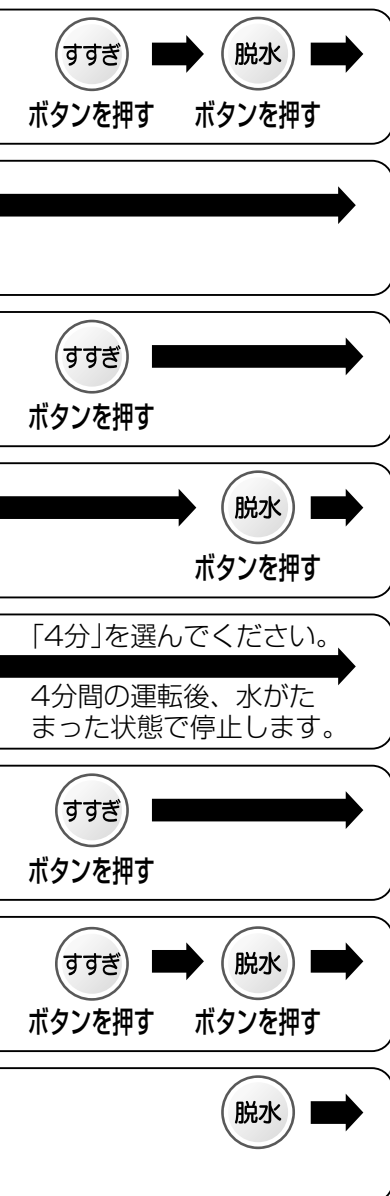 すすぎ 脱水
ボタンを押す ボタンを押す
すすぎ
ボタンを押す
脱水
ボタンを押す
「4分」を選んでください。
4分間の運転後、水がた
まった状態で停止します。
すすぎ
ボタンを押す
すすぎ 脱水
ボタンを押す ボタンを押す
脱水